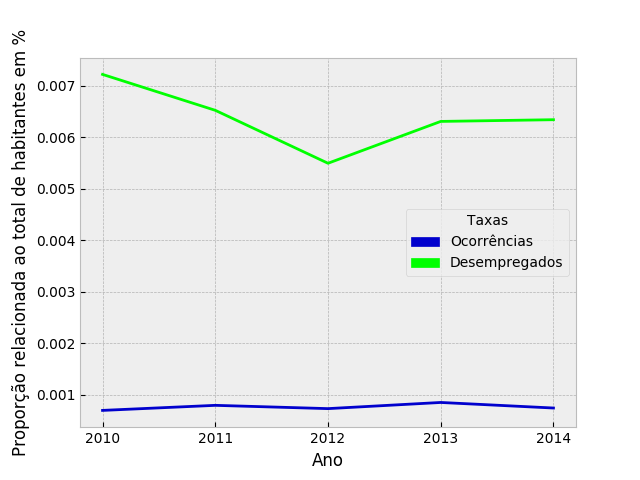 Proporção relacionada ao total de habitantes em %
0.007
0.006
0.005
0.004
0.003
0.002
0.001
Taxas
Ocorrências
Desempregados
2010 2011 2012 2013 2014
Ano